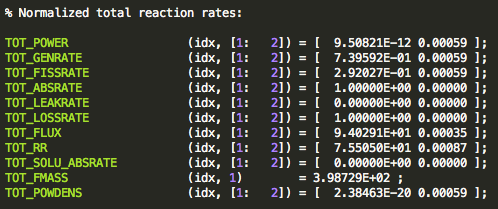 % Normalized total reaction rates:
TOT_POWER (idx, [1: 2]) = [ 9.50821E-12 0.00059 ];
TOT_GENRATE (idx, [1: 2]) = [ 7.39592E-01 0.00059 ];
TOT_FISSRATE (idx, [1: 2]) = [ 2.92027E-01 0.00059 ];
TOT_ABSRATE (idx, [1: 2]) = [ 1.00000E+00 0.00000 ];
TOT_LEAKRATE (idx, [1: 2]) = [ 0.00000E+00 0.00000 ];
TOT_LOSSRATE (idx, [1: 2]) = [ 1.00000E+00 0.00000 ];
TOT_FLUX (idx, [1: 2]) = [ 9.40291E+01 0.00035 ];
TOT_RR (idx, [1: 2]) = [ 7.55050E+01 0.00087 ];
TOT_SOLU_ABSRATE (idx, [1: 2]) = [ 0.00000E+00 0.00000 ];
TOT_FMASS (idx, 1) = 3.98729E+02 ;
TOT_POWDENS (idx, [1: 2]) = [ 2.38463E-20 0.00059 ];